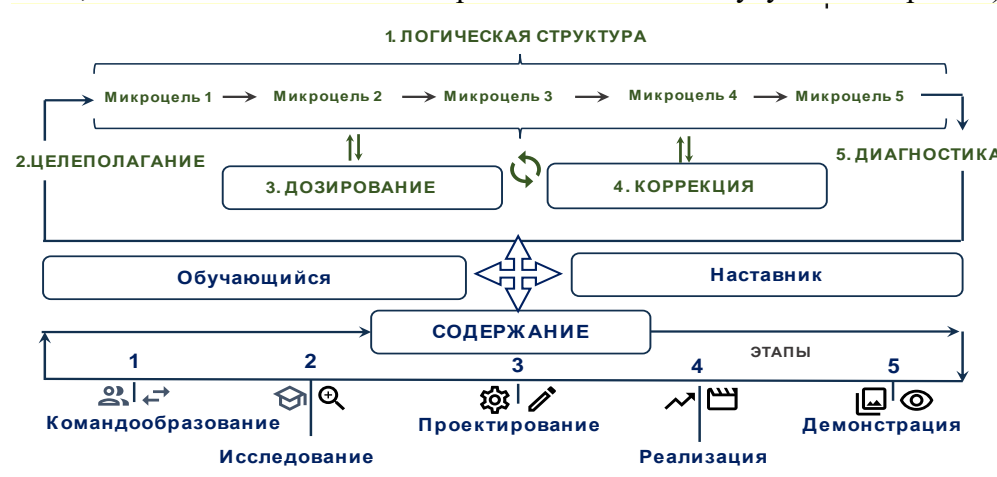 1. ЛОГИЧЕСКАЯ СТРУКТУРА
Микроцель 1
Микроцель 2
Микроцель 3
Микроцель 4
Микроцель 5
2.ЦЕЛЕПОЛАГАНИЕ
5. ДИАГНОСТИКА
3. ДОЗИРОВАНИЕ
4. КОРРЕКЦИЯ
Обучающийся
Наставник
СОДЕРЖАНИЕ
ЭТАПЫ
1
2
3
4
5
Командообразование
Проектирование
Демонстрация
Исследование
Реализация